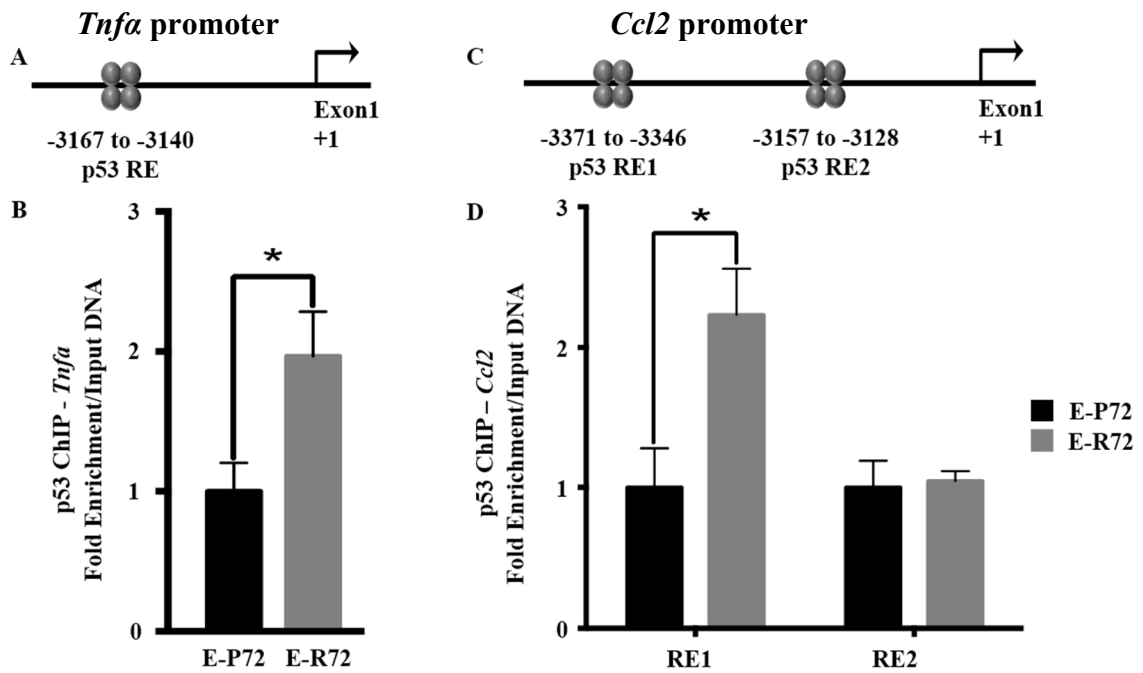 Tnfα promoter
A
Exon1
+1
-3167 to -3140
p53 RE
B
p53 ChIP - Tnfa
Fold Enrichment/Input DNA
3
2
1
0
*
E-P72
E-R72
Ccl2 promoter
C
Exon1
+1
-3371 to -3346
p53 RE1
-3157 to -3128
p53 RE2
D
p53 ChIP – Ccl2
Fold Enrichment/Input DNA
3
2
1
0
*
RE1
RE2
E-P72
E-R72